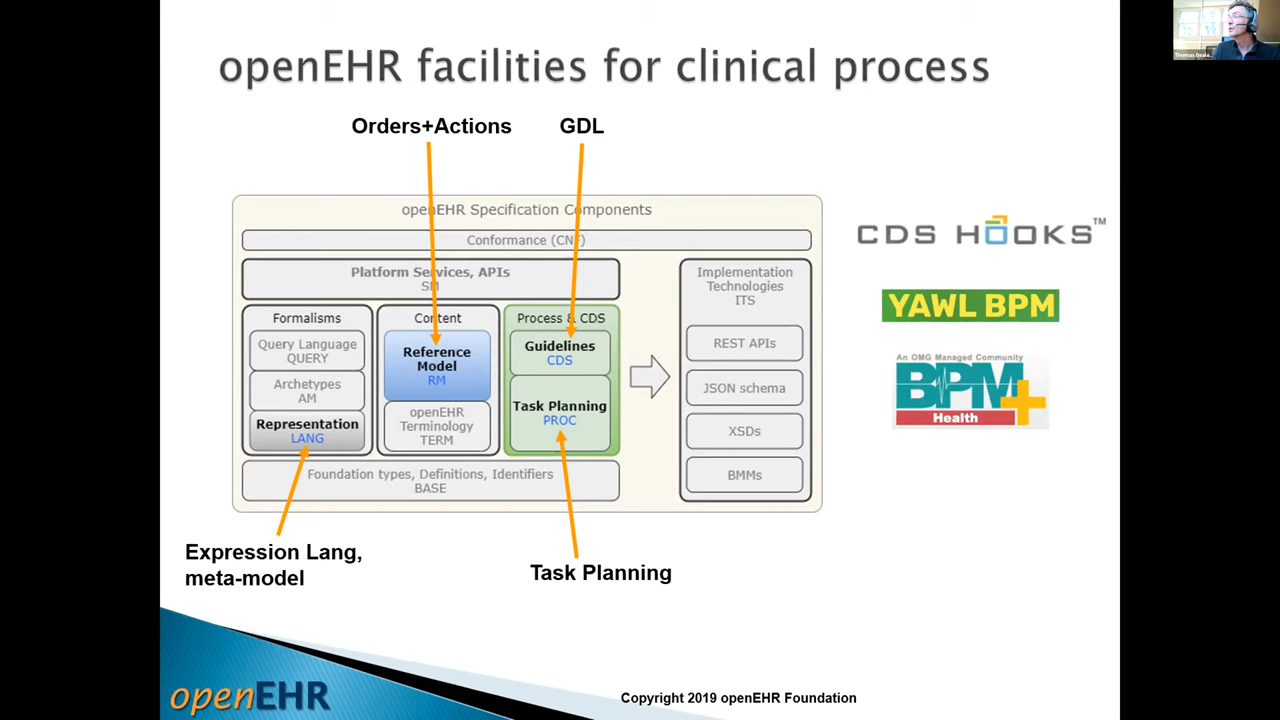 openEHR facilities for clinical process
Orders+Actions
GDL
openEHR Specification Components
Conformance (CNF)
Platform Services, APIs
SM
Formalisms
Query Language
QUERY
Archetypes
AM
Representation
LANG
Content
Reference
Model
RM
openEHR
Terminology
TERM
Process & CDS
Guidelines
CDS
Task Planning
PROC
Foundation types, Definitions, Identifiers
BASE
Implementation
Technologies
ITS
REST APIs
JSON schema
XSDs
BMMs
CDS HOOKS™
YAWL BPM
An OMG Managed Community
BPM+
Health
Expression Lang,
meta-model
Task Planning
openEHR
Copyright 2019 openEHR Foundation
Thomas Beale